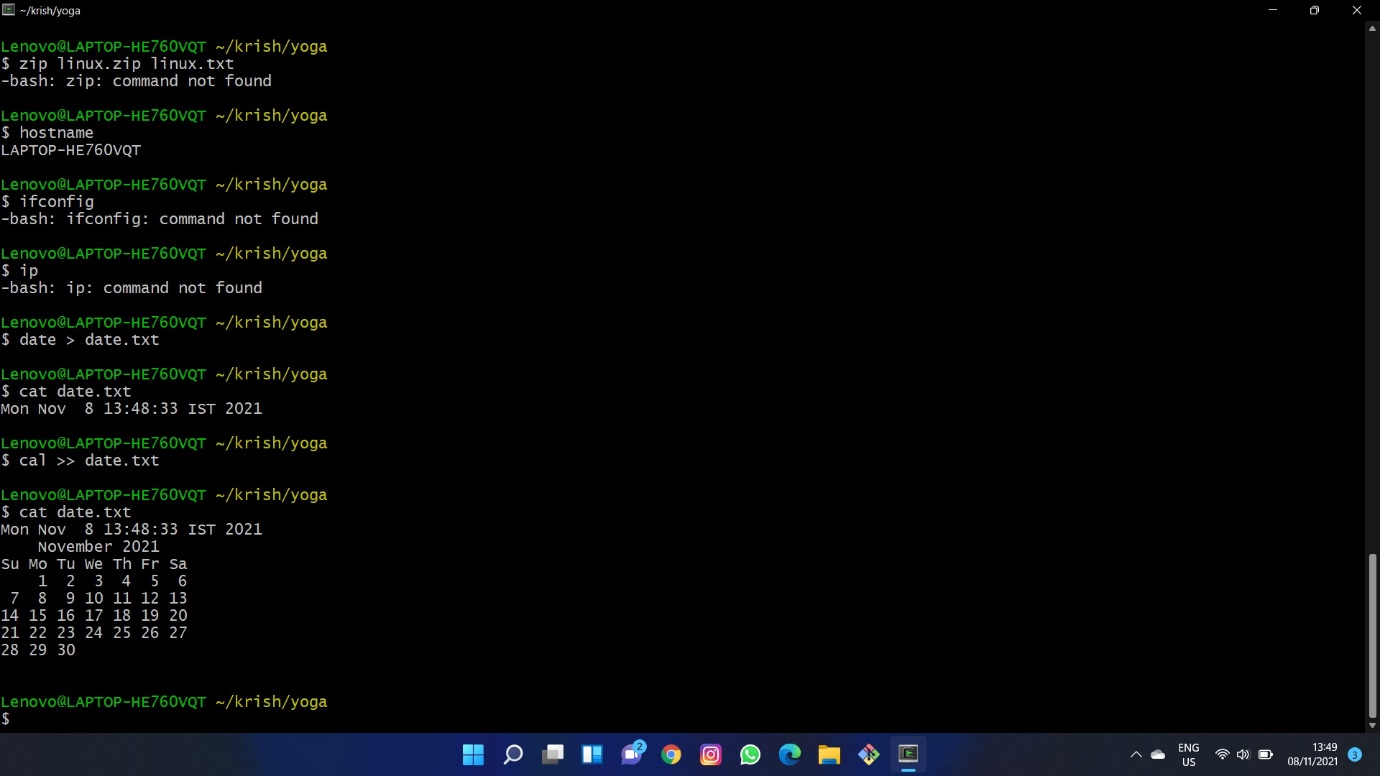 ~/krish/yoga
Lenovo@LAPTOP-HE760VQT ~/krish/yoga
$ zip linux.zip linux.txt
-bash: zip: command not found
Lenovo@LAPTOP-HE760VQT ~/krish/yoga
$ hostname
LAPTOP-HE760VQT
Lenovo@LAPTOP-HE760VQT ~/krish/yoga
$ ifconfig
-bash: ifconfig: command not found
Lenovo@LAPTOP-HE760VQT ~/krish/yoga
$ ip
-bash: ip: command not found
Lenovo@LAPTOP-HE760VQT ~/krish/yoga
$ date > date.txt
Lenovo@LAPTOP-HE760VQT ~/krish/yoga
$ cat date.txt
Mon Nov  8 13:48:33 IST 2021
Lenovo@LAPTOP-HE760VQT ~/krish/yoga
$ cal >> date.txt
Lenovo@LAPTOP-HE760VQT ~/krish/yoga
$ cat date.txt
Mon Nov  8 13:48:33 IST 2021
    November 2021
Su Mo Tu We Th Fr Sa
    1  2  3  4  5  6
 7  8  9 10 11 12 13
14 15 16 17 18 19 20
21 22 23 24 25 26 27
28 29 30
Lenovo@LAPTOP-HE760VQT ~/krish/yoga
$
2
ENG
US
13:49
08/11/2021
3